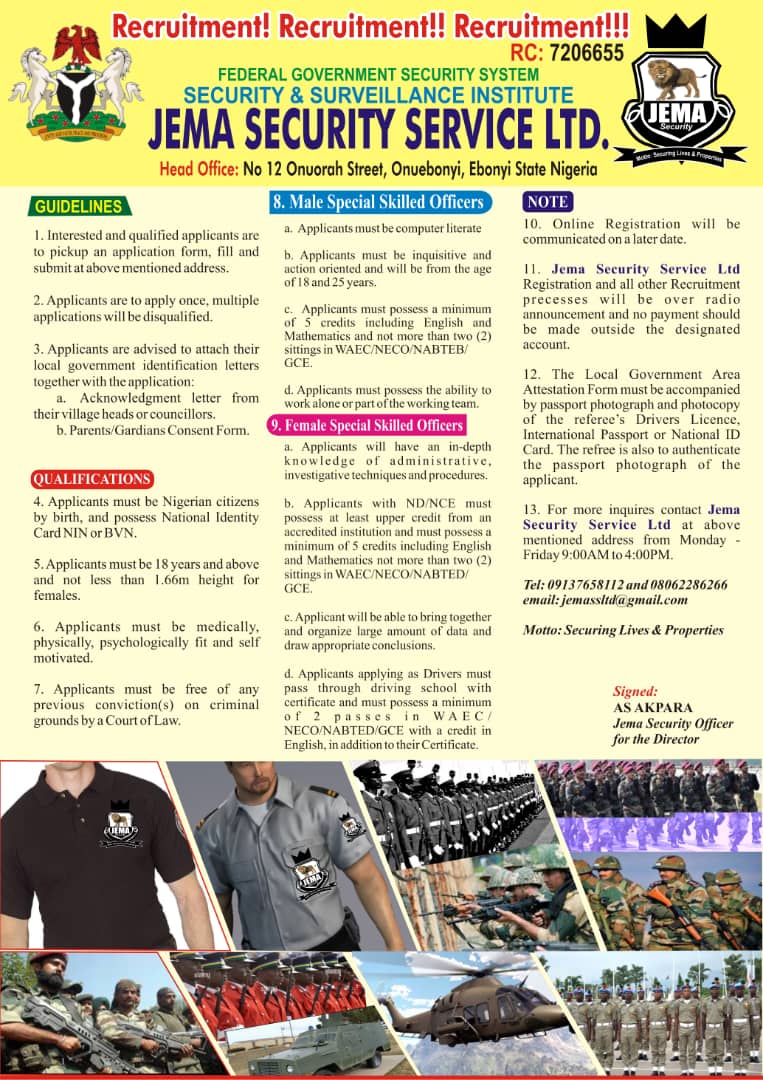 Recruitment! Recruitment!! Recruitment!!!
RC: 7206655
FEDERAL GOVERNMENT SECURITY SYSTEM
SECURITY & SURVEILLANCE INSTITUTE
JEMA SECURITY SERVICE LTD.
Head Office: No 12 Onuorah Street, Onuebonyi, Ebonyi State Nigeria
JEMA
Security
Motto: Securing Lives & Properties
GUIDELINES
1. Interested and qualified applicants are
to pickup an application form, fill and
submit at above mentioned address.
2. Applicants are to apply once, multiple
applications will be disqualified.
3. Applicants are advised to attach their
local government identification letters
together with the application:
a. Acknowledgment letter from
their village heads or councillors.
b. Parents/Gardians Consent Form.
QUALIFICATIONS
4. Applicants must be Nigerian citizens
by birth, and possess National Identity
Card NIN or BVN.
5. Applicants must be 18 years and above
and not less than 1.66m height for
females.
6. Applicants must be medically,
physically, psychologically fit and self
motivated.
7. Applicants must be free of any
previous conviction(s) on criminal
grounds by a Court of Law.
8. Male Special Skilled Officers
a. Applicants must be computer literate
b. Applicants must be inquisitive and
action oriented and will be from the age
of 18 and 25 years.
c. Applicants must possess a minimum
of 5 credits including English and
Mathematics and not more than two (2)
sittings in WAEC/NECO/NABTEB/
GCE.
d. Applicants must possess the ability to
work alone or part of the working team.
9. Female Special Skilled Officers
a. Applicants will have an in-depth
knowledge of administrative,
investigative techniques and procedures.
b. Applicants with ND/NCE must
possess at least upper credit from an
accredited institution and must possess a
minimum of 5 credits including English
and Mathematics not more than two (2)
sittings in WAEC/NECO/NABTED/
GCE.
c. Applicant will be able to bring together
and organize large amount of data and
draw appropriate conclusions.
d. Applicants applying as Drivers must
pass through driving school with
certificate and must possess a minimum
of 2 passes in WAEC/
NECO/NABTED/GCE with a credit in
English, in addition to their Certificate.
NOTE
10. Online Registration will be
communicated on a later date.
11. Jema Security Service Ltd
Registration and all other Recruitment
precesses will be over radio
announcement and no payment should
be made outside the designated
account.
12. The Local Government Area
Attestation Form must be accompanied
by passport photograph and photocopy
of the referee's Drivers Licence,
International Passport or National ID
Card. The refree is also to authenticate
the passport photograph of the
applicant.
13. For more inquires contact Jema
Security Service Ltd at above
mentioned address from Monday -
Friday 9:00AM to 4:00PM.
Tel: 09137658112 and 08062286266
email: jemassltd@gmail.com
Motto: Securing Lives & Properties
Signed:
AS AKPARA
Jema Security Officer
for the Director
JEMA
JEMA